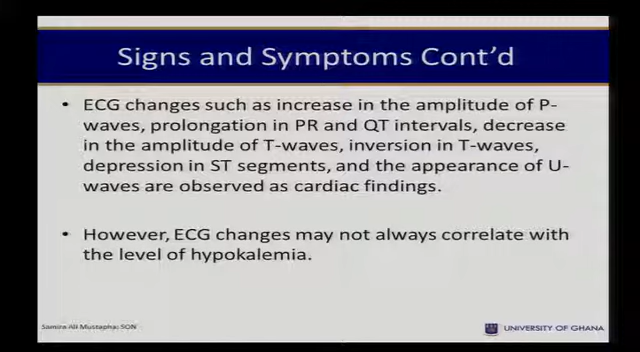 Signs and Symptoms Cont'd
• ECG changes such as increase in the amplitude of P-
waves, prolongation in PR and QT intervals, decrease
in the amplitude of T-waves, inversion in T-waves,
depression in ST segments, and the appearance of U-
waves are observed as cardiac findings.
• However, ECG changes may not always correlate with
the level of hypokalemia.
Samira Ali Mustapha: SON
UNIVERSITY OF GHANA